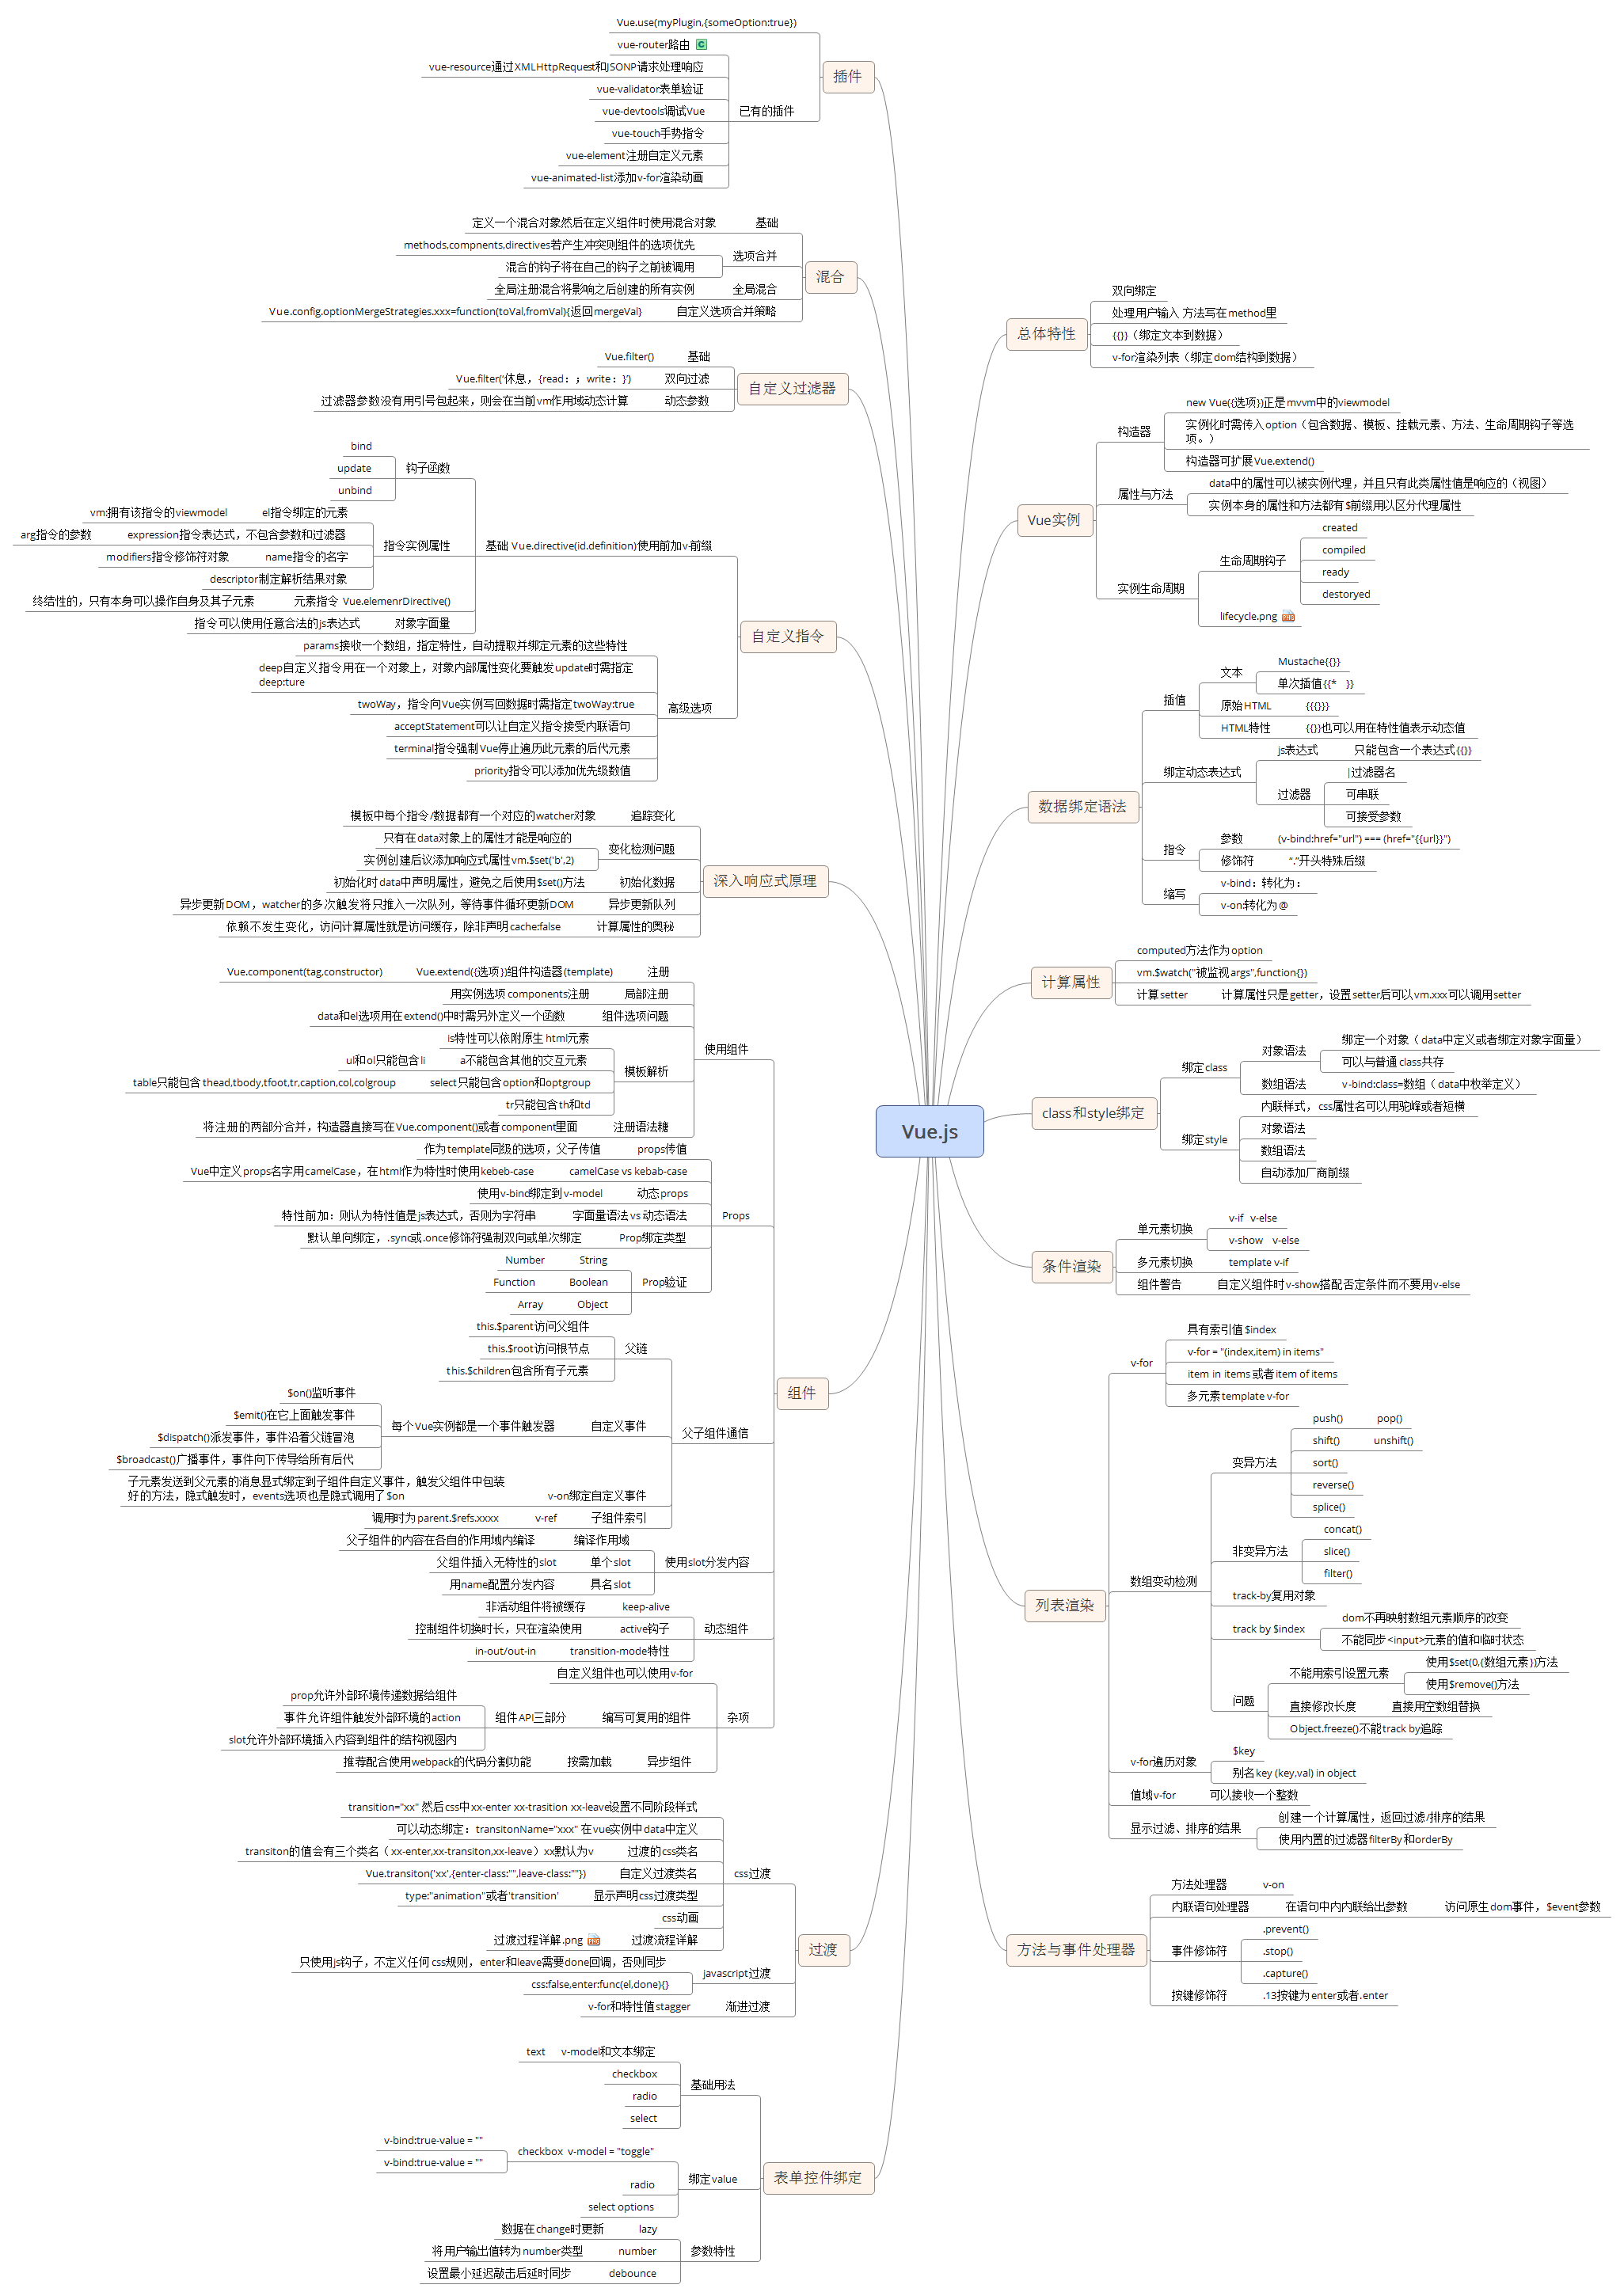 Vue.js
总体特性
双向绑定
处理用户输入 方法写在method里
{{}}（绑定文本到数据）
v-for渲染列表（绑定dom结构到数据）
Vue实例
构造器
new Vue({选项})正是mvvm中的viewmodel
实例化时需传入option（包含数据、模板、挂载元素、方法、生命周期钩子等选
项。）
构造器可扩展Vue.extend()
属性与方法
data中的属性可以被实例代理，并且只有此类属性值是响应的（视图）
实例本身的属性和方法都有$前缀用以区分代理属性
实例生命周期
生命周期钩子
created
compiled
ready
destoryed
lifecycle.png
数据绑定语法
插值
文本
Mustache{{}}
单次插值{{* }}
原始HTML
{{{}}}
HTML特性
{{}}也可以用在特性值表示动态值
绑定动态表达式
js表达式
只能包含一个表达式{{}}
过滤器
|过滤器名
可串联
可接受参数
指令
参数
(v-bind:href="url") === (href="{{url}}")
修饰符
“.”开头特殊后缀
缩写
v-bind：转化为：
v-on转化为@
计算属性
computed方法作为option
vm.$watch("被监视args",function{})
计算setter
计算属性只是getter，设置setter后可以vm.xxx可以调用setter
class和style绑定
绑定class
对象语法
绑定一个对象（data中定义或者绑定对象字面量）
可以与普通class共存
数组语法
v-bind:class=数组（data中枚举定义）
绑定style
内联样式，css属性名可以用驼峰或者短横
对象语法
数组语法
自动添加厂商前缀
条件渲染
单元素切换
v-if v-else
v-show v-else
多元素切换
template v-if
组件警告
自定义组件时v-show搭配否定条件而不要用v-else
列表渲染
v-for
具有索引值$index
v-for = "(index,item) in items"
item in items 或者item of items
多元素template v-for
数组变动检测
变异方法
push()
pop()
shift()
unshift()
sort()
reverse()
splice()
非变异方法
concat()
slice()
filter()
track-by复用对象
track by $index
dom不再映射数组元素顺序的改变
不能同步<input>元素的值和临时状态
问题
不能用索引设置元素
使用$set(0,{数组元素})方法
使用$remove()方法
直接修改长度
直接用空数组替换
Object.freeze()不能track by追踪
v-for遍历对象
$key
别名key (key,val) in object
值域v-for
可以接收一个整数
显示过滤、排序的结果
创建一个计算属性，返回过滤/排序的结果
使用内置的过滤器filterBy和orderBy
方法与事件处理器
方法处理器
v-on
内联语句处理器
在语句中内内联给出参数
访问原生dom事件，$event参数
事件修饰符
.prevent()
.stop()
.capture()
按键修饰符
.13按键为enter或者.enter
插件
Vue.use(myPlugin,{someOption:true})
已有的插件
vue-router路由
vue-resource通过XMLHttpRequest和JSONP请求处理响应
vue-validator表单验证
vue-devtools调试Vue
vue-touch手势指令
vue-element注册自定义元素
vue-animated-list添加v-for渲染动画
混合
基础
定义一个混合对象然后在定义组件时使用混合对象
选项合并
methods,compnents,directives若产生冲突则组件的选项优先
混合的钩子将在自己的钩子之前被调用
全局混合
全局注册混合将影响之后创建的所有实例
自定义选项合并策略
Vue.config.optionMergeStrategies.xxx=function(toVal,fromVal){返回mergeVal}
自定义过滤器
基础
Vue.filter()
双向过滤
Vue.filter('休息，{read：；write：}')
动态参数
过滤器参数没有用引号包起来，则会在当前vm作用域动态计算
自定义指令
基础 Vue.directive(id.definition)使用前加v-前缀
钩子函数
bind
update
unbind
指令实例属性
el指令绑定的元素
vm:拥有该指令的viewmodel
expression指令表达式，不包含参数和过滤器
arg指令的参数
name指令的名字
modifiers指令修饰符对象
descriptor制定解析结果对象
元素指令 Vue.elemenrDirective()
终结性的，只有本身可以操作自身及其子元素
对象字面量
指令可以使用任意合法的js表达式
高级选项
params接收一个数组，指定特性，自动提取并绑定元素的这些特性
deep自定义指令用在一个对象上，对象内部属性变化要触发update时需指定
deep:ture
twoWay，指令向Vue实例写回数据时需指定twoWay:true
acceptStatement可以让自定义指令接受内联语句
terminal指令强制Vue停止遍历此元素的后代元素
priority指令可以添加优先级数值
深入响应式原理
追踪变化
模板中每个指令/数据都有一个对应的watcher对象
变化检测问题
只有在data对象上的属性才能是响应的
实例创建后议添加响应式属性vm.$set('b',2)
初始化数据
初始化时data中声明属性，避免之后使用$set()方法
异步更新队列
异步更新DOM，watcher的多次触发将只推入一次队列，等待事件循环更新DOM
计算属性的奥秘
依赖不发生变化，访问计算属性就是访问缓存，除非声明cache:false
组件
使用组件
注册
Vue.extend({选项})组件构造器(template)
Vue.component(tag.constructor)
局部注册
用实例选项components注册
组件选项问题
data和el选项用在extend()中时需另外定义一个函数
模板解析
is特性可以依附原生html元素
a不能包含其他的交互元素
ul和ol只能包含li
select只能包含option和optgroup
table只能包含thead,tbody,tfoot,tr,caption,col,colgroup
tr只能包含th和td
注册语法糖
将注册的两部分合并，构造器直接写在Vue.component()或者component里面
Props
props传值
作为template同级的选项，父子传值
camelCase vs kebab-case
Vue中定义props名字用camelCase，在html作为特性时使用kebeb-case
动态props
使用v-bind绑定到v-model
字面量语法vs 动态语法
特性前加：则认为特性值是js表达式，否则为字符串
Prop绑定类型
默认单向绑定，.sync或.once修饰符强制双向或单次绑定
Prop验证
String
Number
Boolean
Function
Object
Array
父子组件通信
父链
this.$parent访问父组件
this.$root访问根节点
this.$children包含所有子元素
自定义事件
每个Vue实例都是一个事件触发器
$on()监听事件
$emit()在它上面触发事件
$dispatch()派发事件，事件沿着父链冒泡
$broadcast()广播事件，事件向下传导给所有后代
v-on绑定自定义事件
子元素发送到父元素的消息显式绑定到子组件自定义事件，触发父组件中包装
好的方法，隐式触发时，events选项也是隐式调用了$on
子组件索引
v-ref
调用时为parent.$refs.xxxx
使用slot分发内容
编译作用域
父子组件的内容在各自的作用域内编译
单个slot
父组件插入无特性的slot
具名slot
用name配置分发内容
动态组件
keep-alive
非活动组件将被缓存
active钩子
控制组件切换时长，只在渲染使用
transition-mode特性
in-out/out-in
杂项
自定义组件也可以使用v-for
编写可复用的组件
组件API三部分
prop允许外部环境传递数据给组件
事件允许组件触发外部环境的action
slot允许外部环境插入内容到组件的结构视图内
异步组件
按需加载
推荐配合使用webpack的代码分割功能
过渡
css过渡
transition="xx" 然后css中xx-enter xx-trasition xx-leave设置不同阶段样式
可以动态绑定：transitonName="xxx" 在vue实例中data中定义
过渡的css类名
transiton的值会有三个类名（xx-enter,xx-transiton,xx-leave）xx默认为v
自定义过渡类名
Vue.transiton('xx',{enter-class:"",leave-class:""})
显示声明css过渡类型
type:"animation"或者'transition'
css动画
过渡流程详解
过渡过程详解.png
javascript过渡
只使用js钩子，不定义任何css规则，enter和leave需要done回调，否则同步
css:false,enter:func(el,done){}
渐进过渡
v-for和特性值stagger
表单控件绑定
基础用法
v-model和文本绑定
text
checkbox
radio
select
绑定value
checkbox v-model = "toggle"
v-bind:true-value = ""
v-bind:true-value = ""
radio
select options
参数特性
lazy
数据在change时更新
number
将用户输出值转为number类型
debounce
设置最小延迟敲击后延时同步